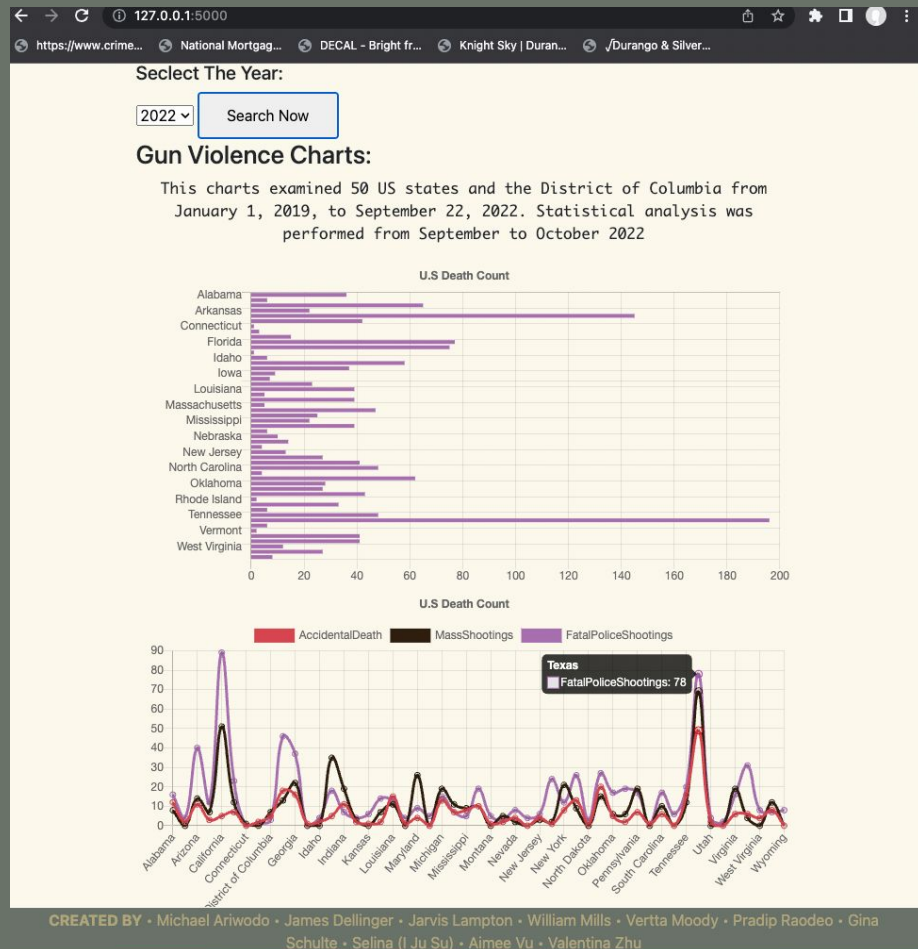 127.0.0.1:5000
https://www.crime... National Mortgag... DECAL - Bright fr... Knight Sky | Duran... √Durango & Silver...
Seclect The Year:
2022 Search Now
Gun Violence Charts:
This charts examined 50 US states and the District of Columbia from
January 1, 2019, to September 22, 2022. Statistical analysis was
performed from September to October 2022
U.S Death Count
Alabama
Arkansas
Connecticut
Florida
Idaho
Iowa
Louisiana
Massachusetts
Mississippi
Nebraska
New Jersey
North Carolina
Oklahoma
Rhode Island
Tennessee
Vermont
West Virginia
0 20 40 60 80 100 120 140 160 180 200
U.S Death Count
AccidentalDeath MassShootings FatalPoliceShootings
90
80
70
60
50
40
30
20
10
0
Texas
FatalPoliceShootings: 78
Alabama Arizona California Connecticut District of Columbia Georgia Idaho Indiana Kansas Louisiana Maryland Michigan Mississippi Montana Nevada New Jersey New York North Dakota Oklahoma Pennsylvania South Carolina Tennessee Utah Virginia West Virginia Wyoming
CREATED BY • Michael Ariwodo • James Dellinger • Jarvis Lampton • William Mills • Vertta Moody • Pradip Raodeo • Gina
Schulte • Selina (I Ju Su) • Aimee Vu • Valentina Zhu